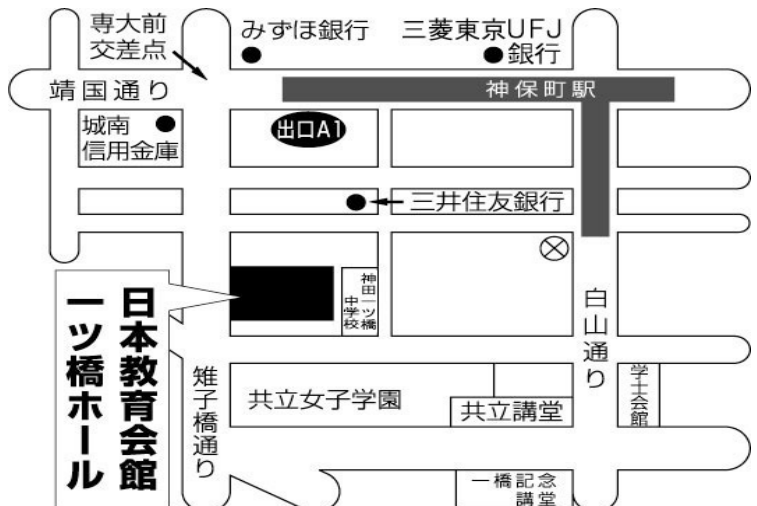 専大前
交差点
みずほ銀行
三菱東京UFJ
銀行
靖国通り
神保町駅
城南
信用金庫
出口A1
三井住友銀行
日本教育会館
一ツ橋ホール
神田一ツ橋
中学校
白山通り
雉子橋通り
共立女子学園
共立講堂
学士会館
一橋記念
講堂